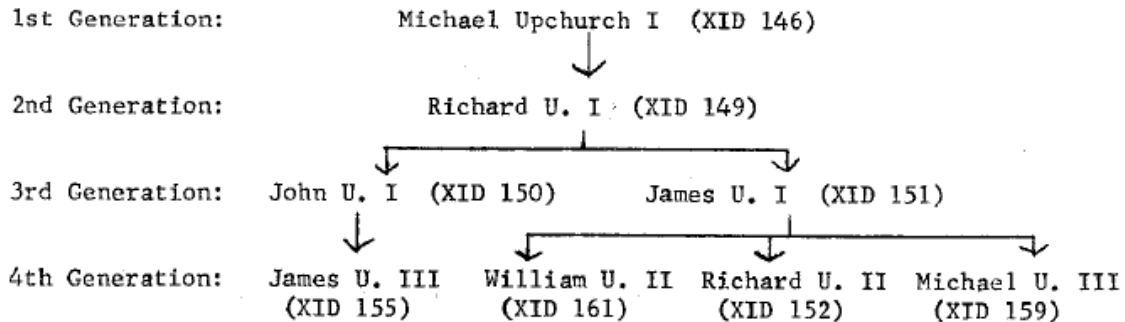 1st Generation: Michael Upchurch I (XID 146)
2nd Generation: Richard U. I (XID 149)
3rd Generation: John U. I (XID 150) James U. I (XID 151)
4th Generation: James U. III William U. II Richard U. II Michael U. III
(XID 155) (XID 161) (XID 152) (XID 159)